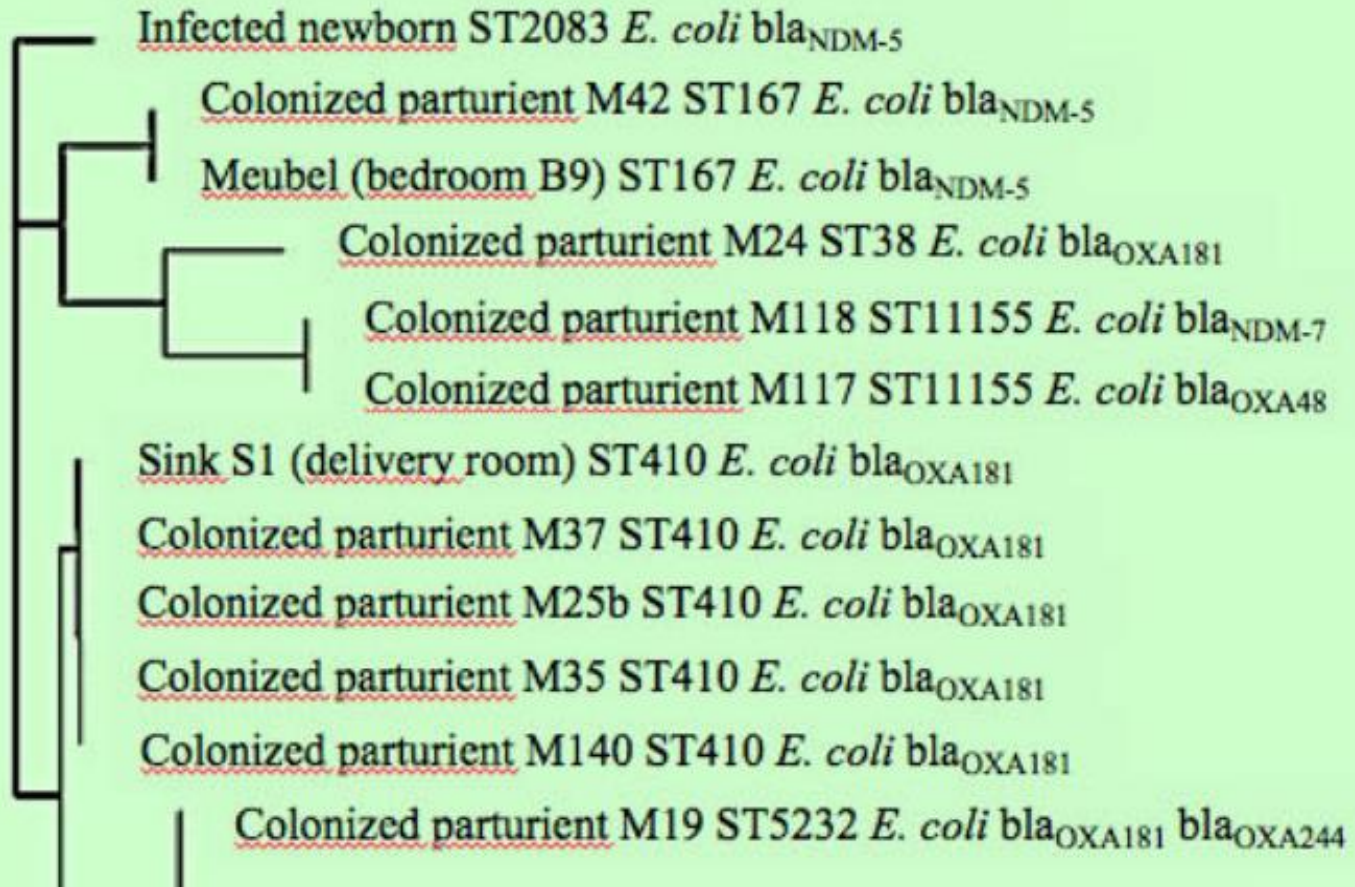 Infected newborn ST2083 E. coli blaNDM-5
Colonized parturient M42 ST167 E. coli blaNDM-5
Meubel (bedroom B9) ST167 E. coli blaNDM-5
Colonized parturient M24 ST38 E. coli blaOXA181
Colonized parturient M118 ST11155 E. coli blaNDM-7
Colonized parturient M117 ST11155 E. coli blaOXA48
Sink S1 (delivery room) ST410 E. coli blaOXA181
Colonized parturient M37 ST410 E. coli blaOXA181
Colonized parturient M25b ST410 E. coli blaOXA181
Colonized parturient M35 ST410 E. coli blaOXA181
Colonized parturient M140 ST410 E. coli blaOXA181
Colonized parturient M19 ST5232 E. coli blaOXA181 blaOXA244